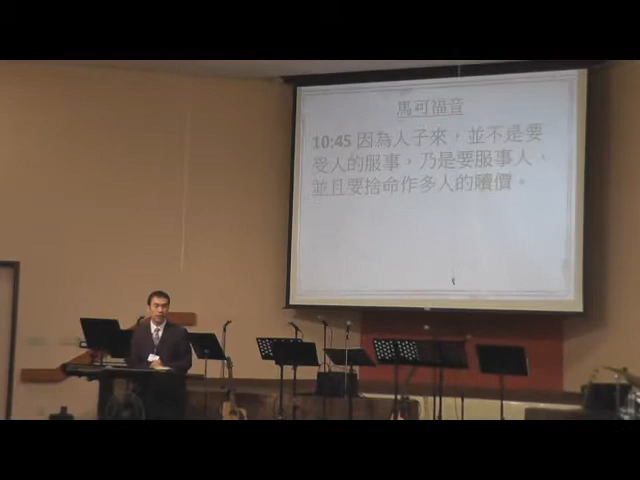 馬可福音
10:45 因為人子來，並不是要
受人的服事，乃是要服事人，
並且要捨命作多人的贖價。